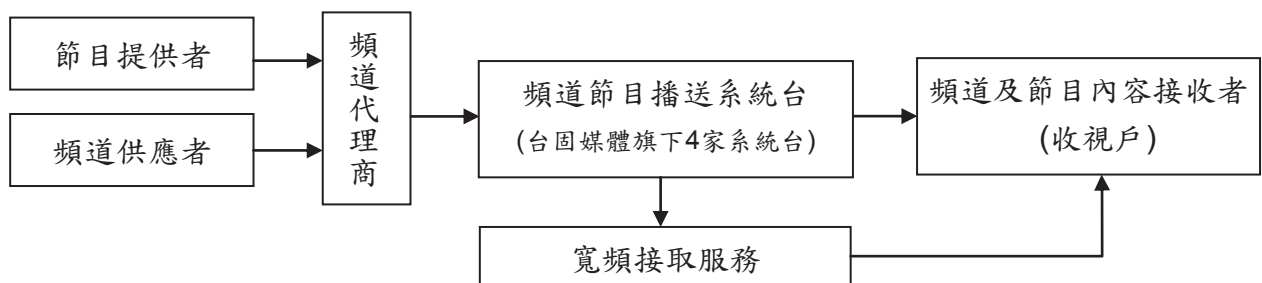 節目提供者
頻道供應者
頻道代理商
頻道節目播送系統台
(台固媒體旗下4家系統台)
頻道及節目內容接收者
(收視戶)
寬頻接取服務